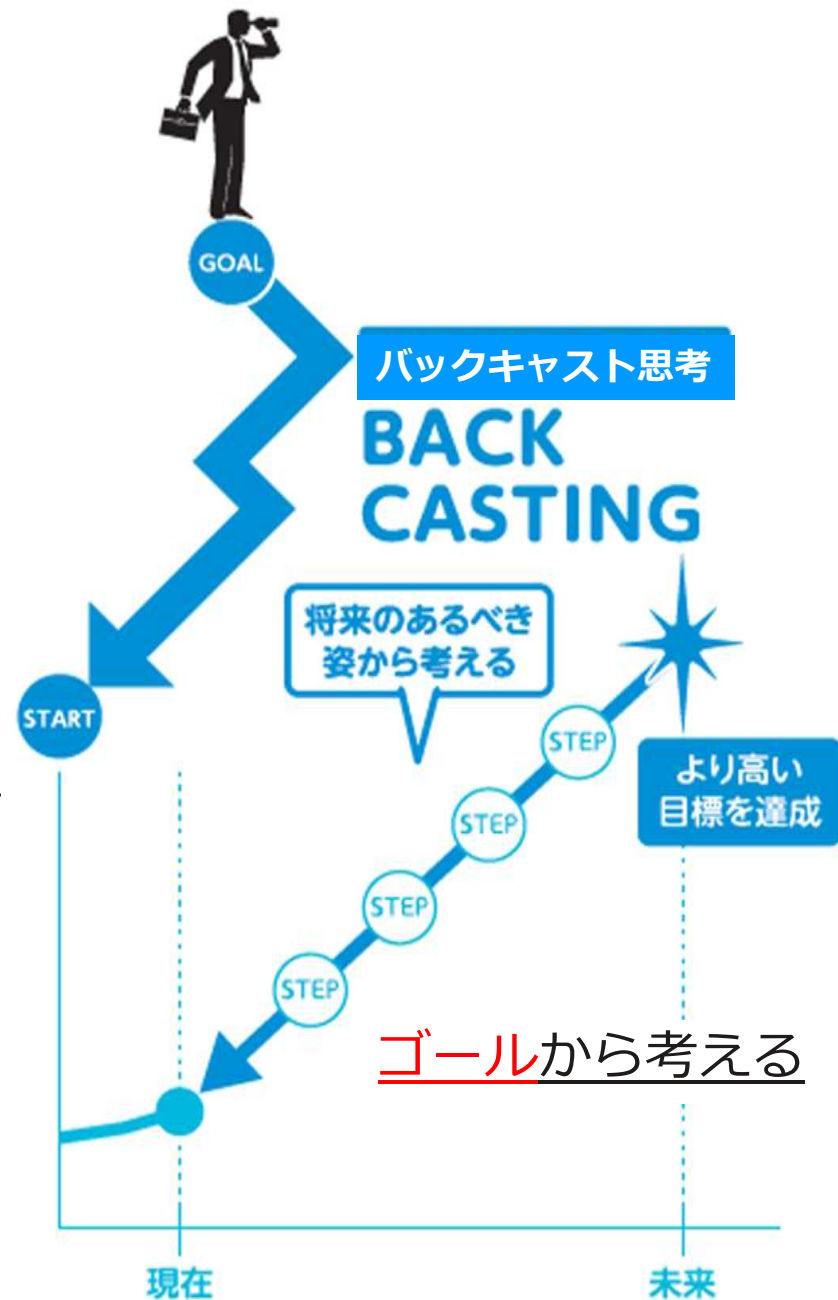 GOAL
バックキャスト思考
BACK
CASTING
将来のあるべき
姿から考える
START
STEP
より高い
目標を達成
STEP
STEP
STEP
ゴールから考える
現在
未来